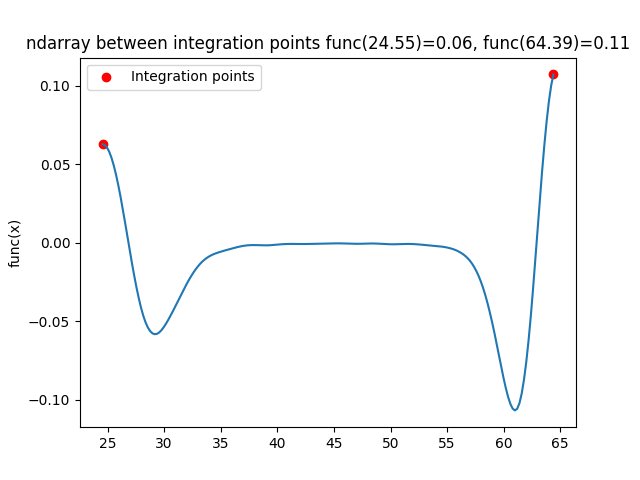 ndarray between integration points func(24.55)=0.06, func(64.39)=0.11
Integration points
func(x)
0.10
0.05
0.00
−0.05
−0.10
25 30 35 40 45 50 55 60 65